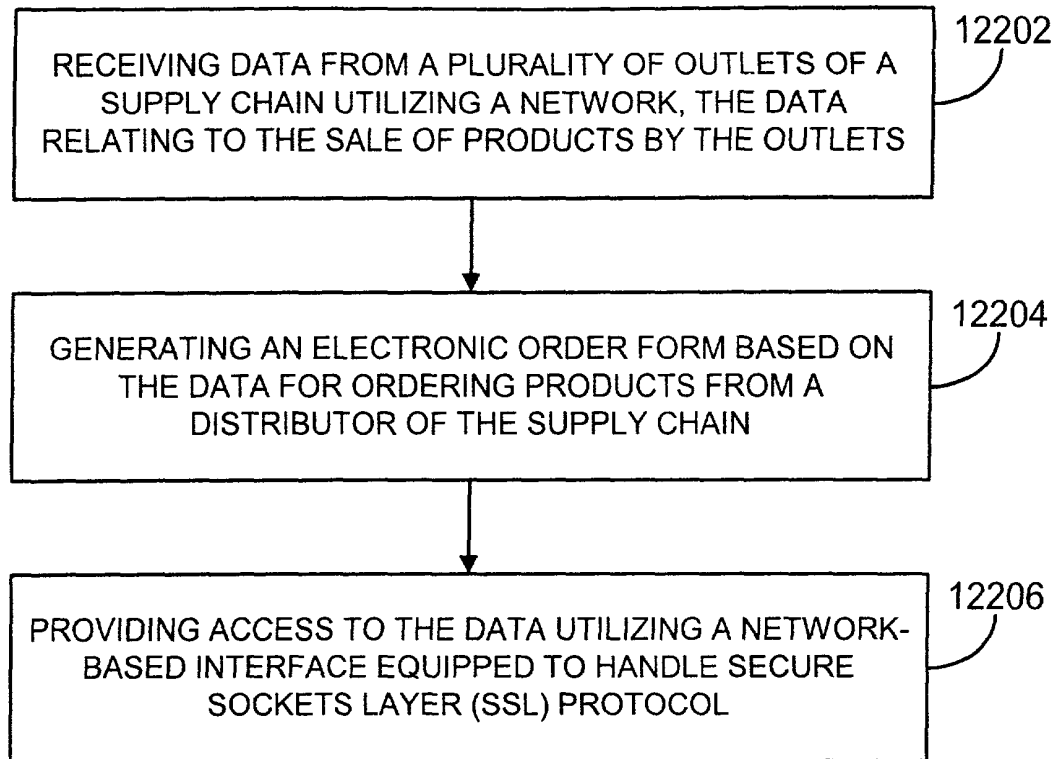 12202
RECEIVING DATA FROM A PLURALITY OF OUTLETS OF A
SUPPLY CHAIN UTILIZING A NETWORK, THE DATA
RELATING TO THE SALE OF PRODUCTS BY THE OUTLETS
12204
GENERATING AN ELECTRONIC ORDER FORM BASED ON
THE DATA FOR ORDERING PRODUCTS FROM A
DISTRIBUTOR OF THE SUPPLY CHAIN
12206
PROVIDING ACCESS TO THE DATA UTILIZING A NETWORK-
BASED INTERFACE EQUIPPED TO HANDLE SECURE
SOCKETS LAYER (SSL) PROTOCOL